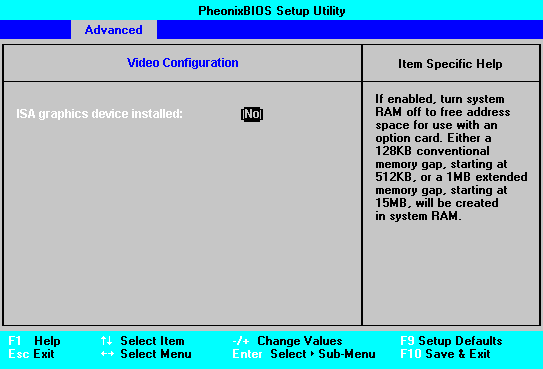 PheonixBIOS Setup Utility
Advanced
Video Configuration
Item Specific Help
ISA graphics device installed: [No]
If enabled, turn system
RAM off to free address
space for use with an
option card. Either a
128KB conventional
memory gap, starting at
512KB, or a 1MB extended
memory gap, starting at
15MB, will be created
in system RAM.
F1 Help ↑↓ Select Item -/+ Change Values F9 Setup Defaults
Esc Exit ↔ Select Menu Enter Select ▸ Sub-Menu F10 Save & Exit